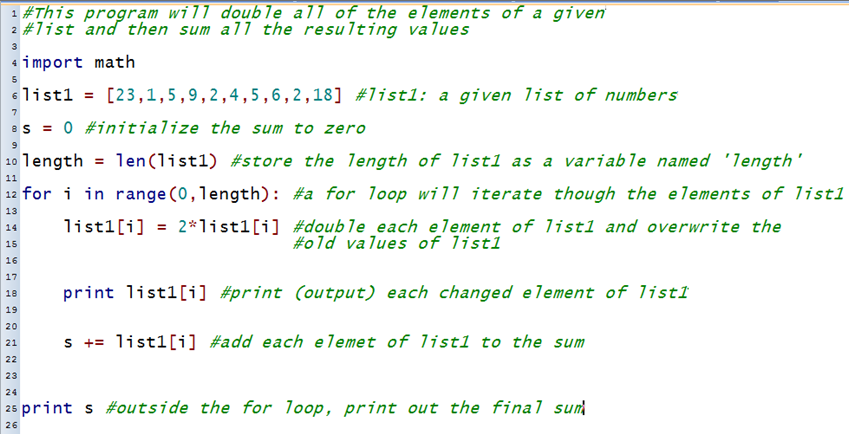 1 #This program will double all of the elements of a given
2 #list and then sum all the resulting values
3
4 import math
5
6 list1 = [23,1,5,9,2,4,5,6,2,18] #list1: a given list of numbers
7
8 s = 0 #initialize the sum to zero
9
10 length = len(list1) #store the length of list1 as a variable named 'length'
11
12 for i in range(0,length): #a for loop will iterate though the elements of list1
13
14     list1[i] = 2*list1[i] #double each element of list1 and overwrite the
15                           #old values of list1
16
17
18     print list1[i] #print (output) each changed element of list1
19
20
21     s += list1[i] #add each elemet of list1 to the sum
22
23
24
25 print s #outside the for loop, print out the final sum
26